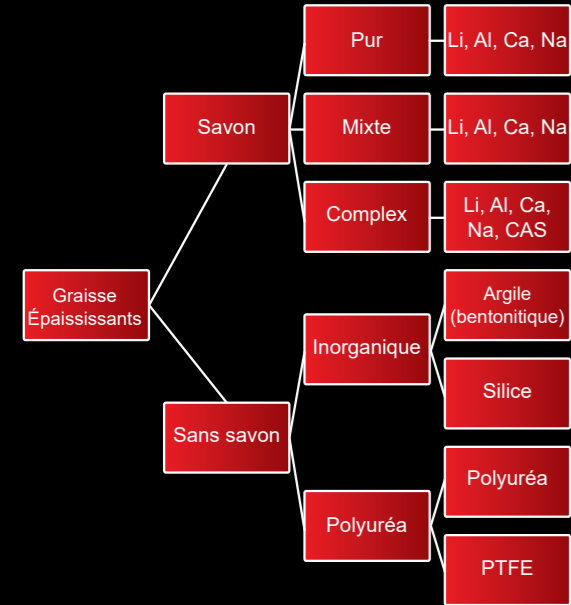 Graisse
Épaississants
Savon
Pur
Li, Al, Ca, Na
Mixte
Li, Al, Ca, Na
Complex
Li, Al, Ca,
Na, CAS
Sans savon
Inorganique
Argile
(bentonitique)
Silice
Polyuréa
Polyuréa
PTFE